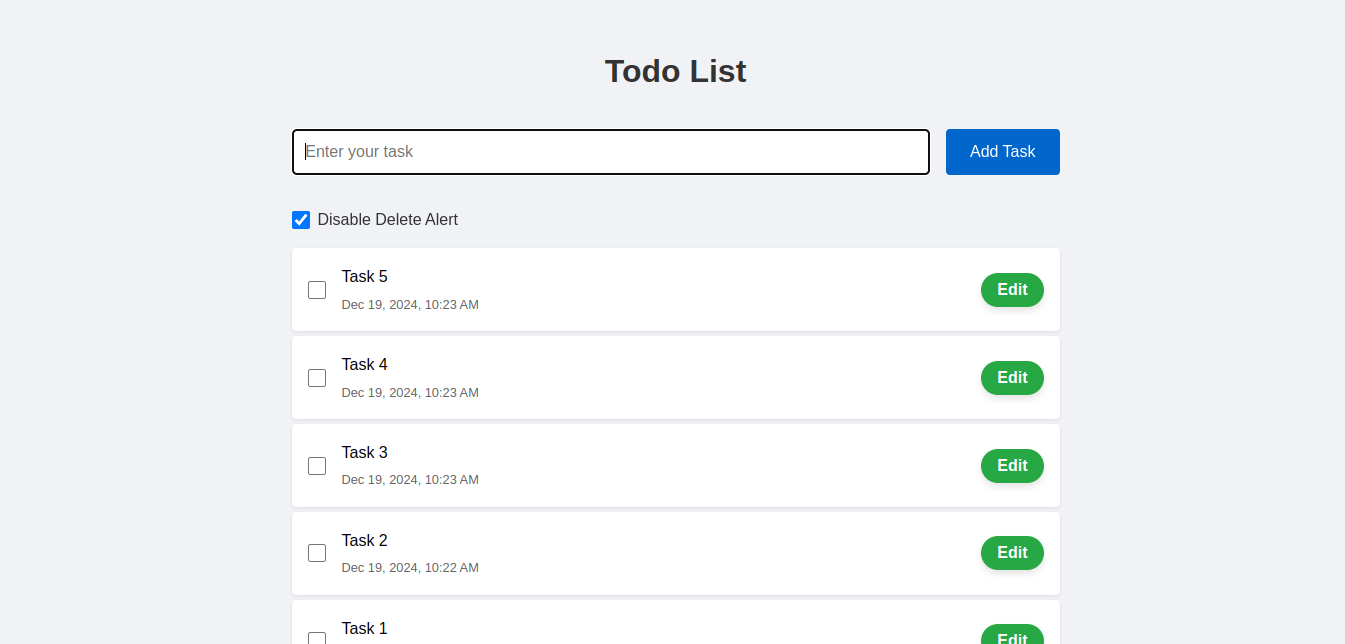 Todo List
Enter your task
Add Task
Disable Delete Alert
Task 5
Dec 19, 2024, 10:23 AM
Edit
Task 4
Dec 19, 2024, 10:23 AM
Edit
Task 3
Dec 19, 2024, 10:23 AM
Edit
Task 2
Dec 19, 2024, 10:22 AM
Edit
Task 1
Edit